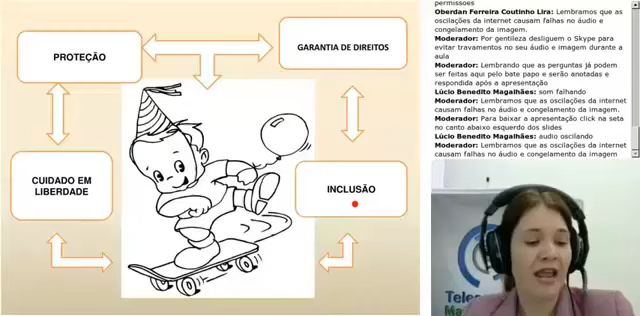 PROTEÇÃO
GARANTIA DE DIREITOS
CUIDADO EM
LIBERDADE
INCLUSÃO
permissões
Oberdan Ferreira Coutinho Lira: Lembramos que as
oscilações da internet causam falhas no áudio e
congelamento da imagem.
Moderador: Por gentileza desliguem o Skype para
evitar travamentos no seu áudio e imagem durante a
aula
Moderador: Lembrando que as perguntas já podem
ser feitas aqui pelo bate papo e serão anotadas e
respondida após a apresentação
Lúcio Benedito Magalhães: som falhando
Moderador: Lembramos que as oscilações da internet
causam falhas no áudio e congelamento da imagem.
Moderador: Para baixar a apresentação click na seta
no canto abaixo esquerdo dos slides
Lúcio Benedito Magalhães: audio oscilando
Moderador: Lembramos que as oscilações da internet
causam falhas no áudio e congelamento da imagem